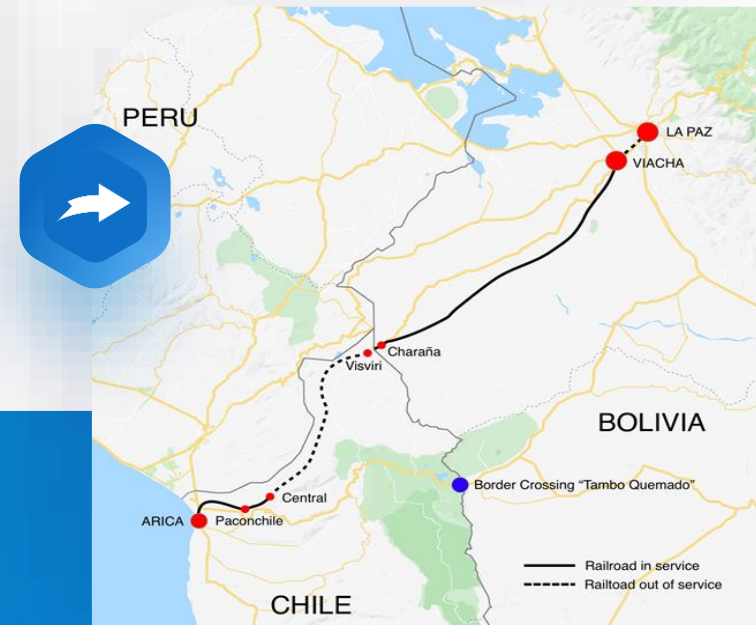 PERU
LA PAZ
VIACHA
Charaña
Visviri
BOLIVIA
Border Crossing “Tambo Quemado”
Central
ARICA
Paconchile
Railroad in service
Railtoad out of service
CHILE